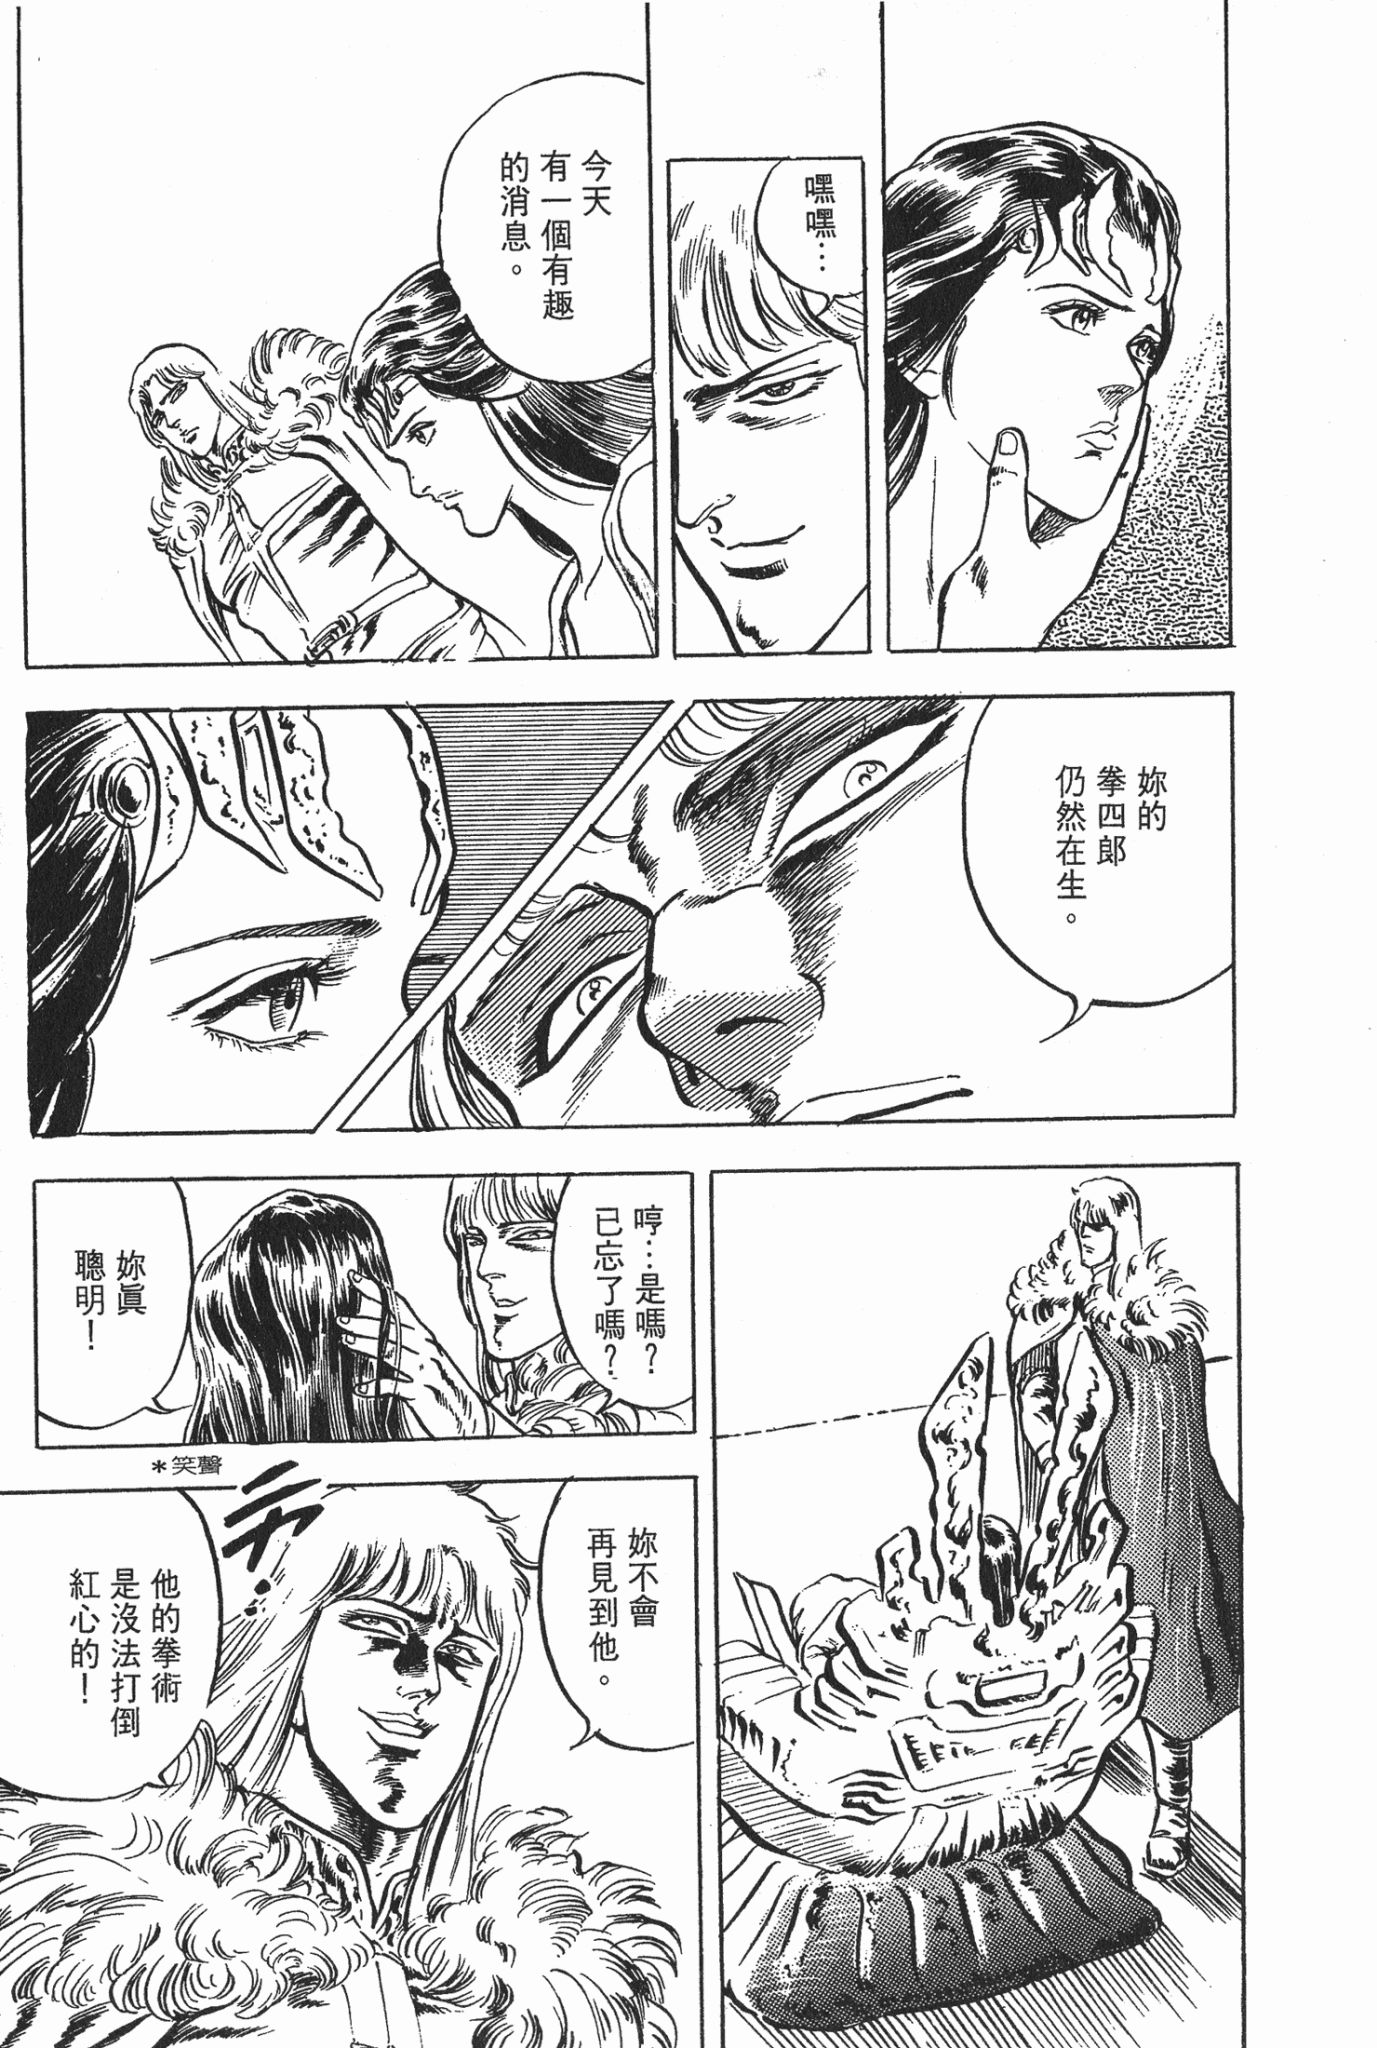 嘿嘿…
今天
有一個有趣
的消息。
妳的
拳四郎
仍然在生。
哼…是嗎？
已忘了嗎？
妳眞
聰明！
＊笑聲
妳不會
再見到他。
ニヤ…
他的拳術
是沒法打倒
紅心的！